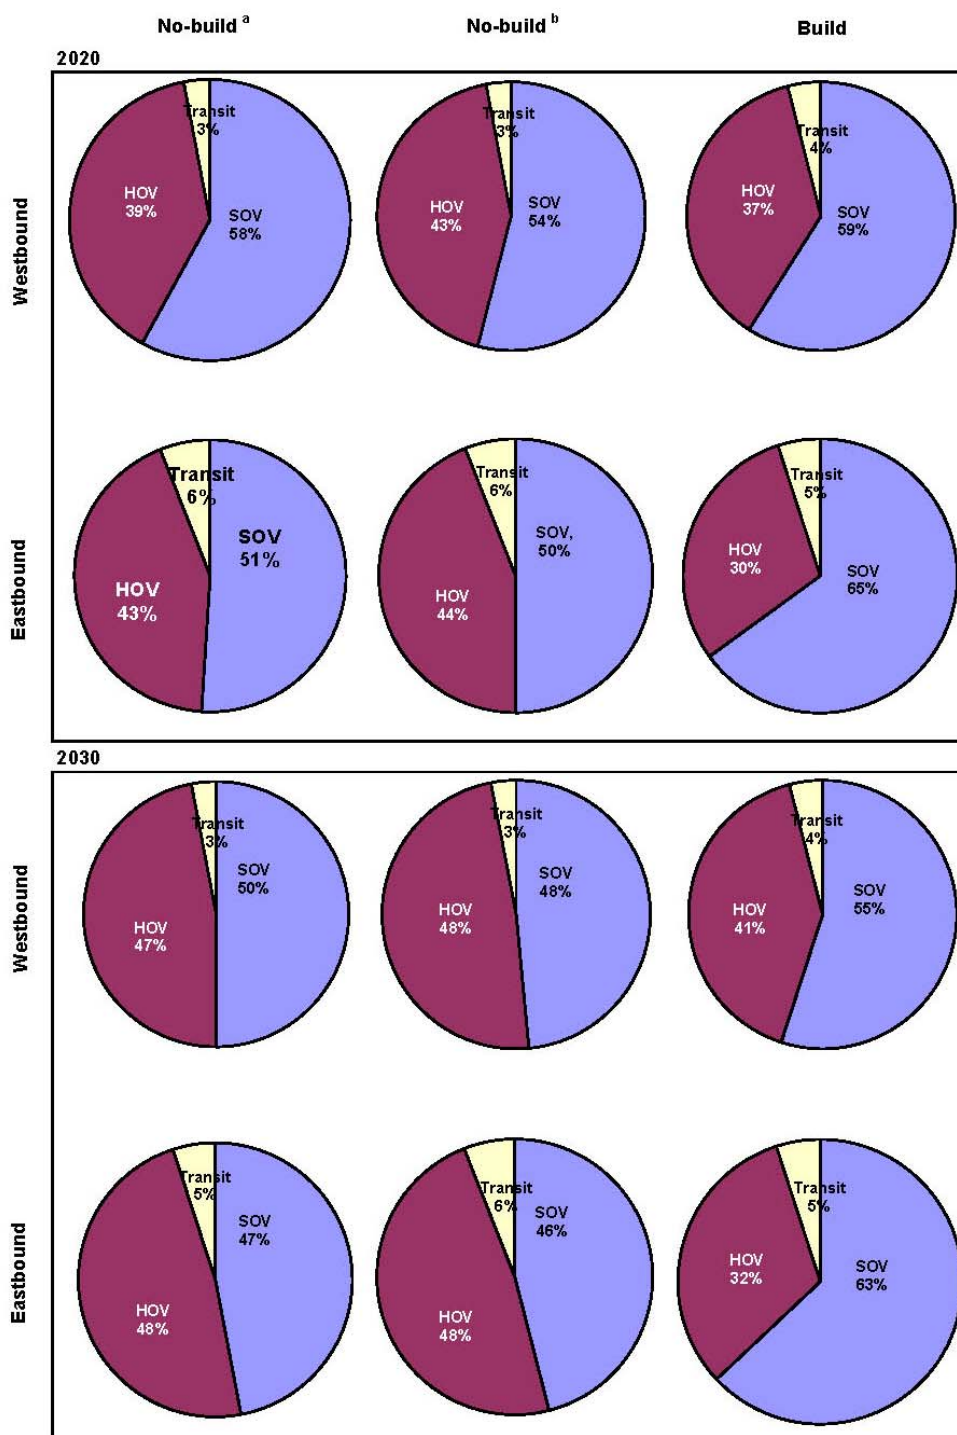 No-build a
No-build b
Build
2020
Westbound
Transit
3%
HOV
39%
SOV
58%
Transit
3%
HOV
43%
SOV
54%
Transit
4%
HOV
37%
SOV
59%
Eastbound
Transit
6%
SOV
51%
HOV
43%
Transit
6%
SOV,
50%
HOV
44%
Transit
5%
HOV
30%
SOV
65%
2030
Westbound
Transit
3%
SOV
50%
HOV
47%
Transit
3%
SOV
48%
HOV
48%
Transit
4%
SOV
55%
HOV
41%
Eastbound
Transit
5%
SOV
47%
HOV
48%
Transit
6%
SOV
46%
HOV
48%
Transit
5%
HOV
32%
SOV
63%